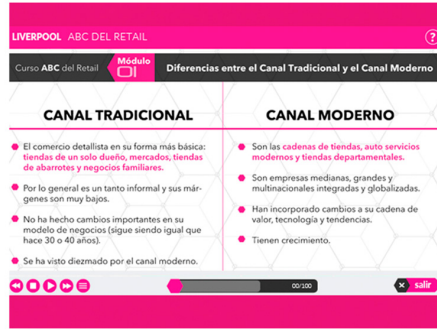 LIVERPOOL ABC DEL RETAIL
?
Curso ABC del Retail
Módulo
01
Diferencias entre el Canal Tradicional y el Canal Moderno
CANAL TRADICIONAL
El comercio detallista en su forma más básica:
tiendas de un solo dueño, mercados, tiendas
de abarrotes y negocios familiares.
Por lo general es un tanto informal y sus már-
genes son muy bajos.
No ha hecho cambios importantes en su
modelo de negocios (sigue siendo igual que
hace 30 o 40 años).
Se ha visto diezmado por el canal moderno.
CANAL MODERNO
Son las cadenas de tiendas, auto servicios
modernos y tiendas departamentales.
Son empresas medianas, grandes y
multinacionales integradas y globalizadas.
Han incorporado cambios a su cadena de
valor, tecnología y tendencias.
Tienen crecimiento.
00/100
x salir